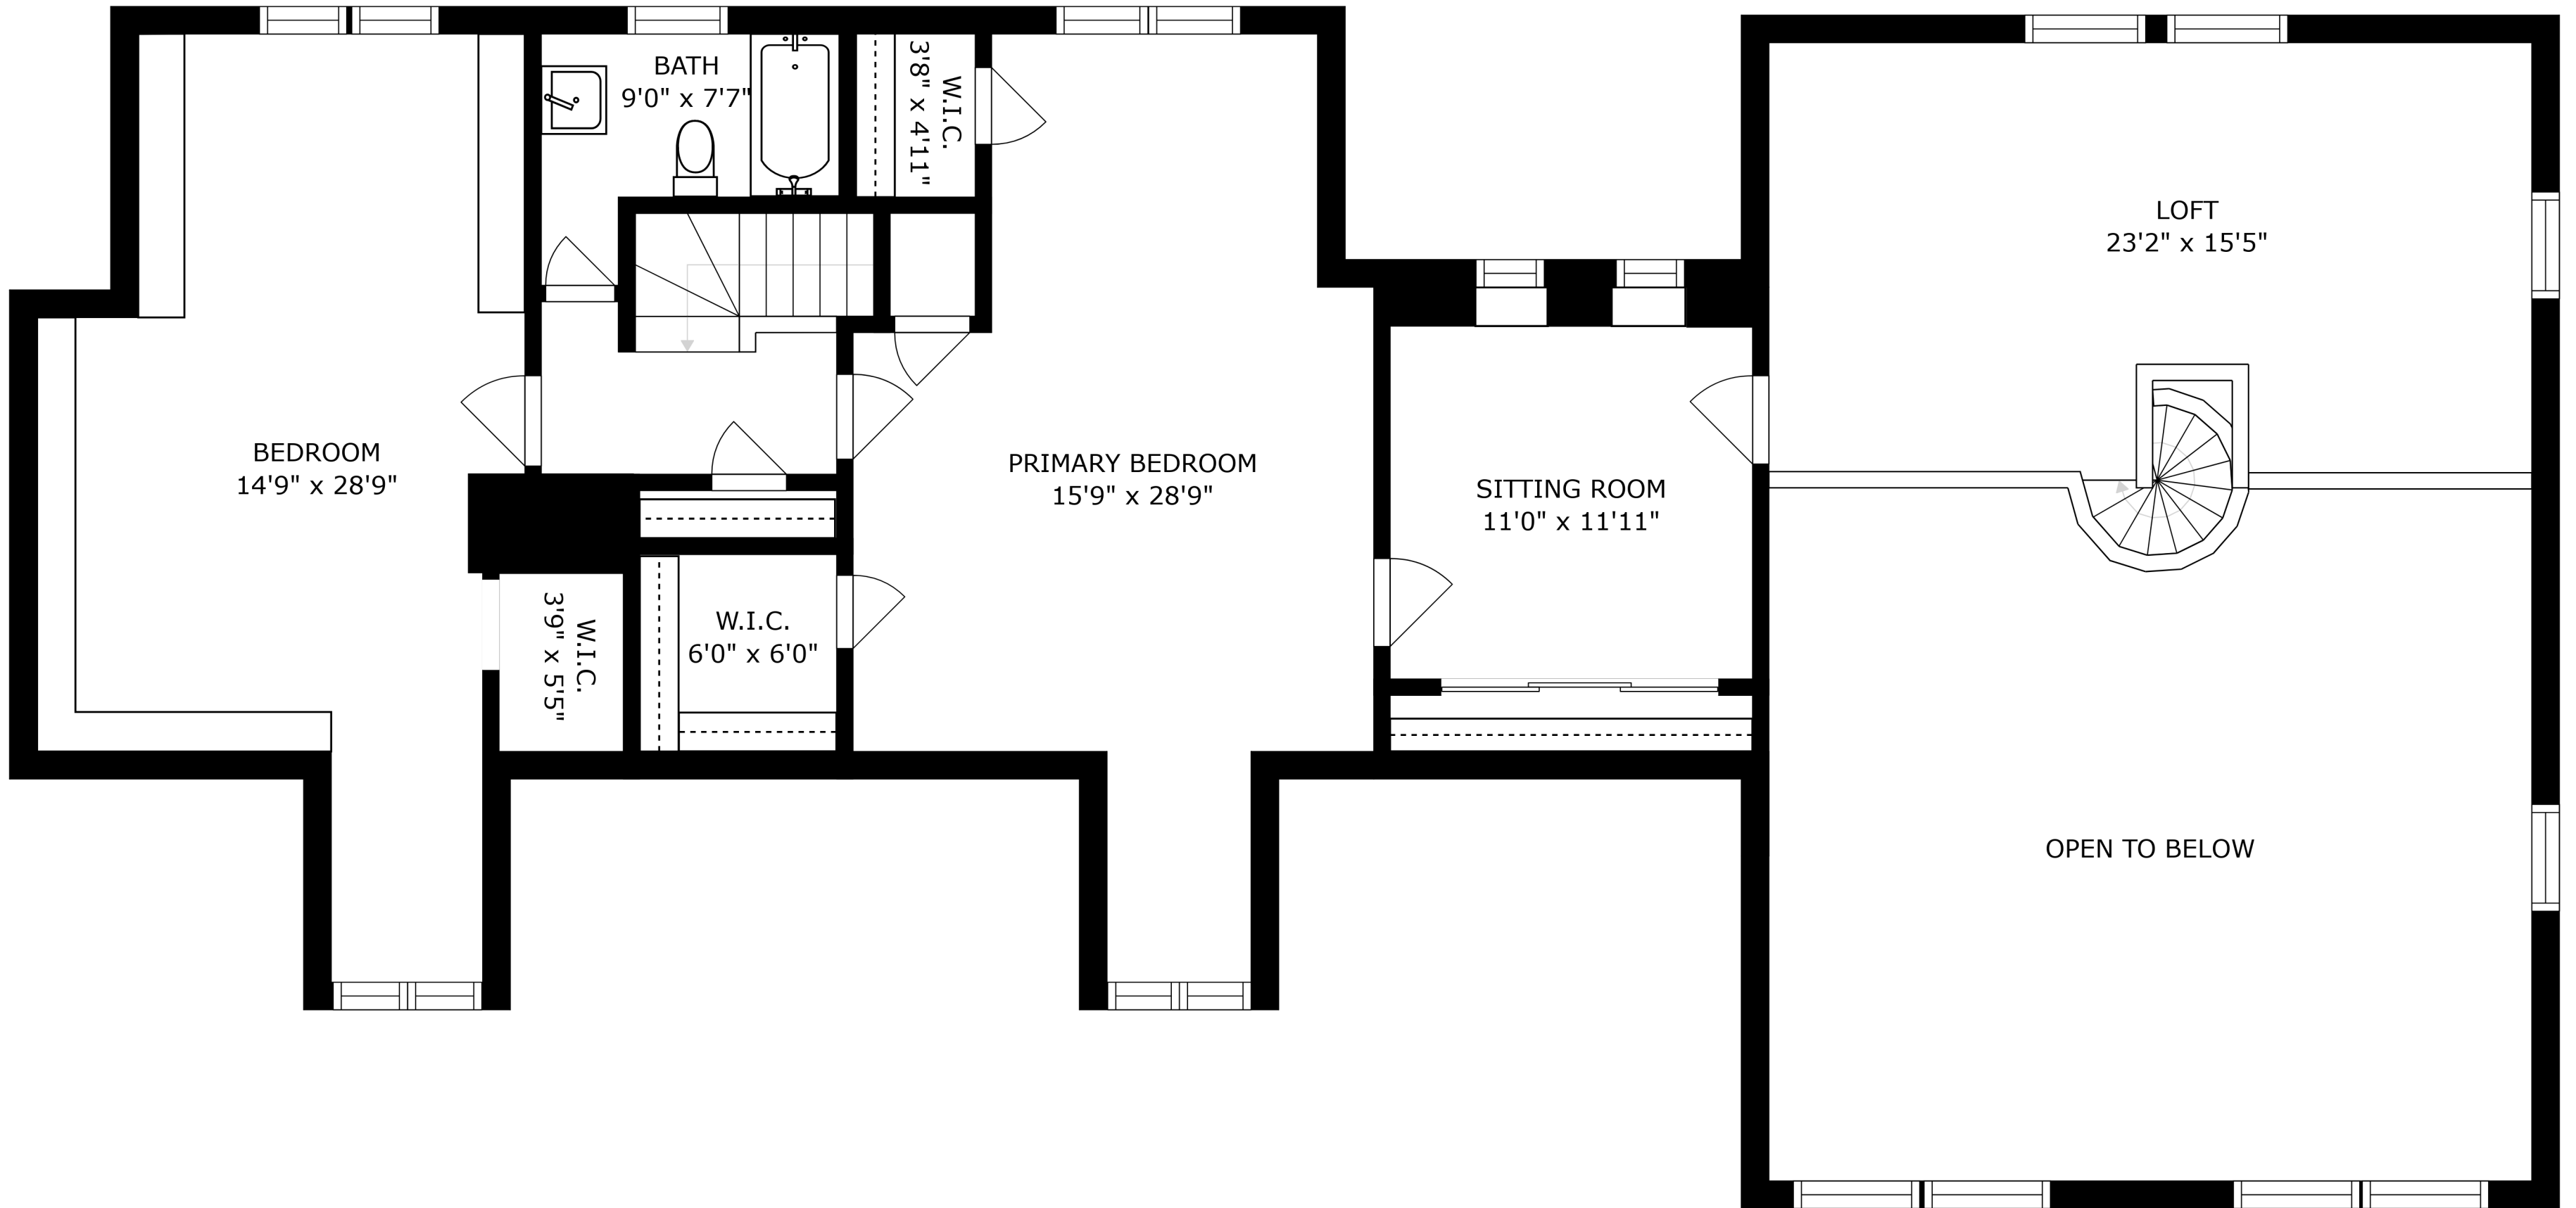 BATH
9'0" x 7'7"
W.I.C.
3'8" x 4'11"
LOFT
23'2" x 15'5"
BEDROOM
14'9" x 28'9"
PRIMARY BEDROOM
15'9" x 28'9"
SITTING ROOM
11'0" x 11'11"
W.I.C.
3'9" x 5'5"
W.I.C.
6'0" x 6'0"
OPEN TO BELOW